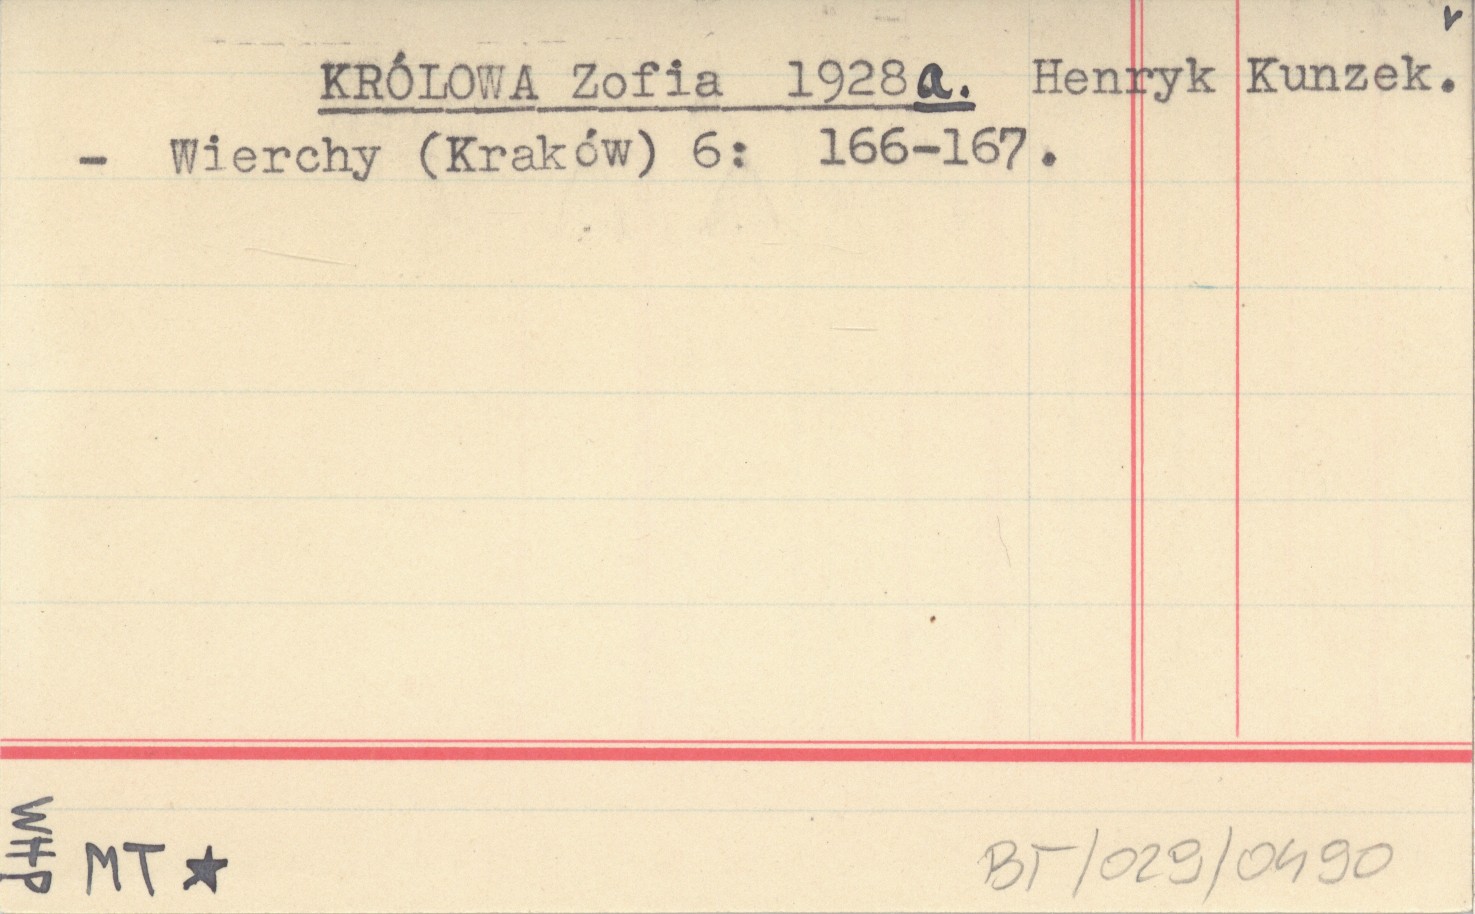 v
KRÓLOWA Zofia 1928a. Henryk Kunzek.
- Wierchy (Kraków) 6: 166-167.
WHP
MT ★
BT/029/0490